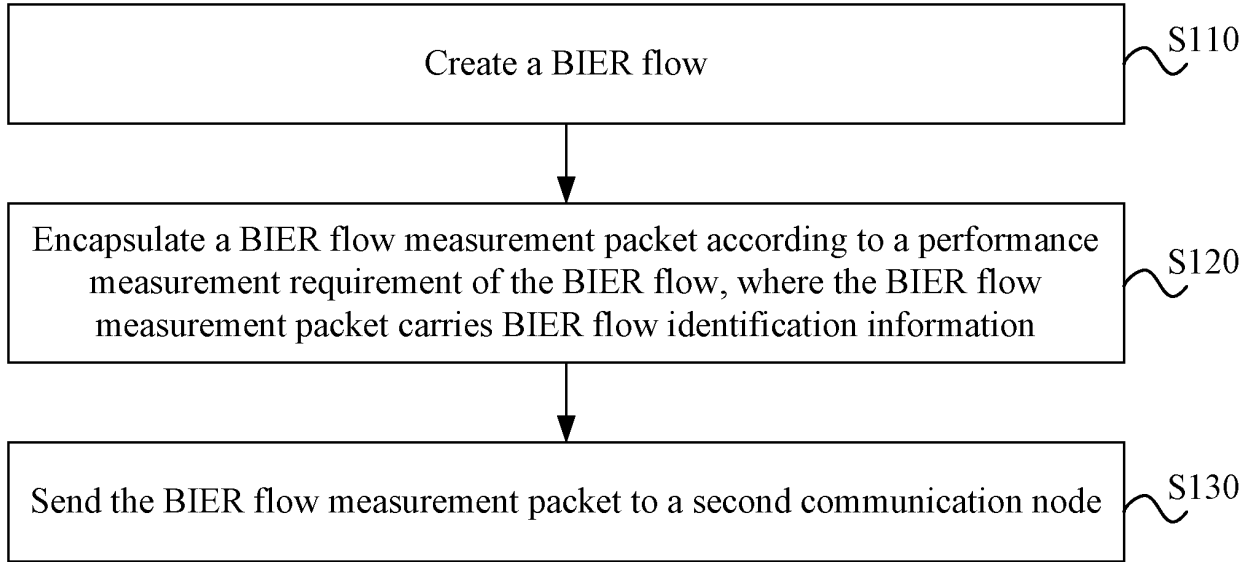 Create a BIER flow
S110
Encapsulate a BIER flow measurement packet according to a performance
measurement requirement of the BIER flow, where the BIER flow
measurement packet carries BIER flow identification information
S120
Send the BIER flow measurement packet to a second communication node
S130